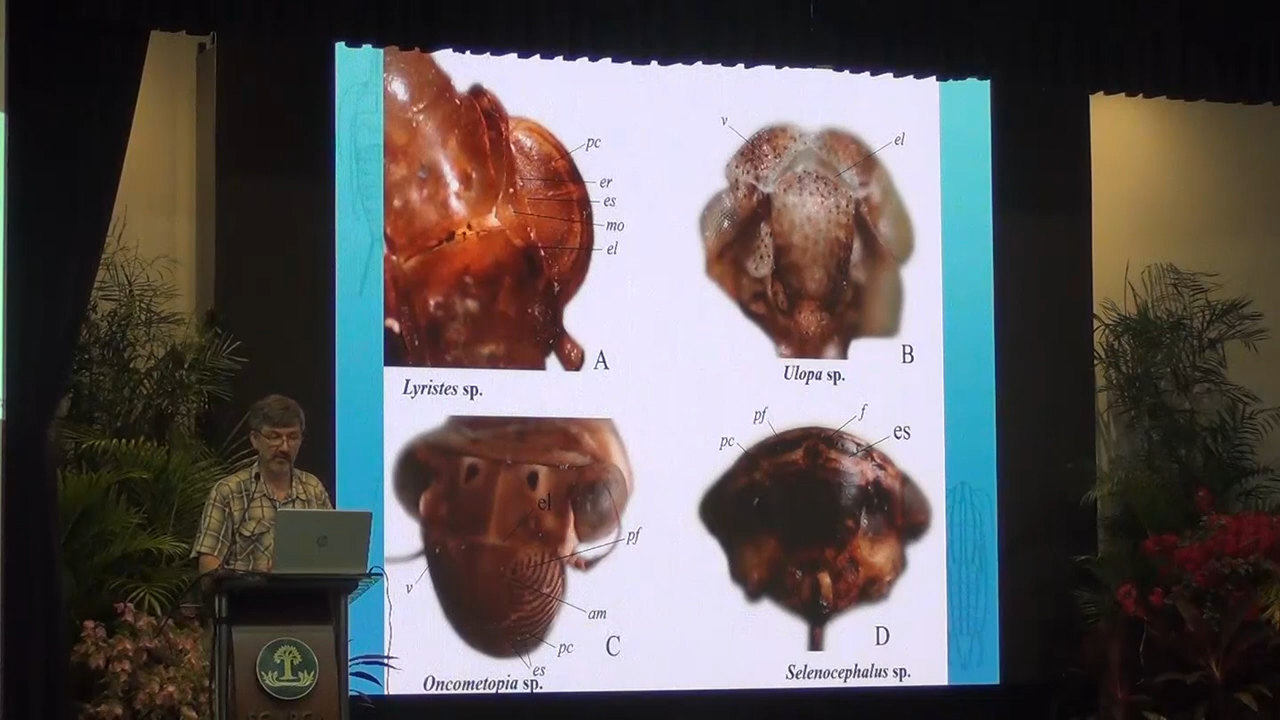 pc
er
es
mo
el
A
Lyristes sp.
v
el
B
Ulopa sp.
el
pf
v
am
pc
es
C
Oncometopia sp.
pf
f
pc
es
D
Selenocephalus sp.